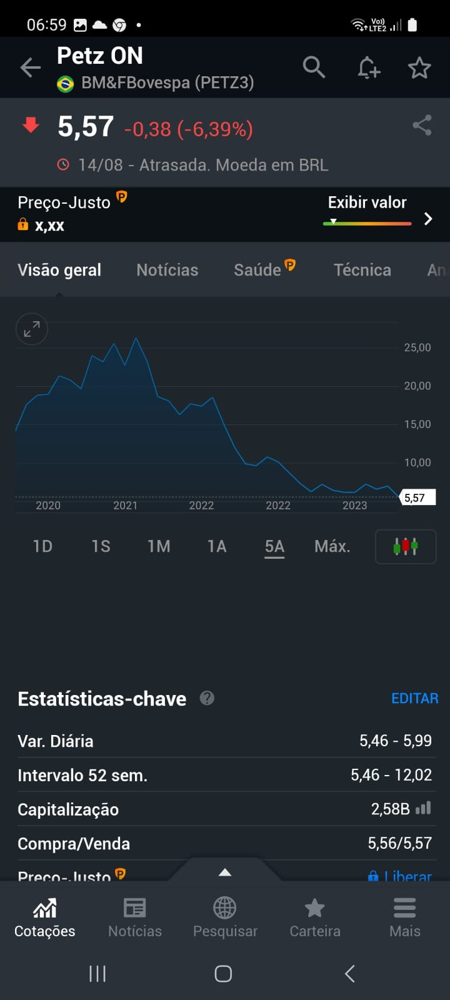 06:59
Vo))
LTE2
Petz ON
BM&FBovespa (PETZ3)
5,57 -0,38 (-6,39%)
14/08 - Atrasada. Moeda em BRL
Preço-Justo P
Exibir valor
x,xx
Visão geral Notícias Saúde P Técnica An
25,00
20,00
15,00
10,00
5,57
2020 2021 2022 2022 2023
1D 1S 1M 1A 5A Máx.
Estatísticas-chave ? EDITAR
Var. Diária 5,46 - 5,99
Intervalo 52 sem. 5,46 - 12,02
Capitalização 2,58B
Compra/Venda 5,56/5,57
Preço-Justo P Liberar
Cotações Notícias Pesquisar Carteira Mais